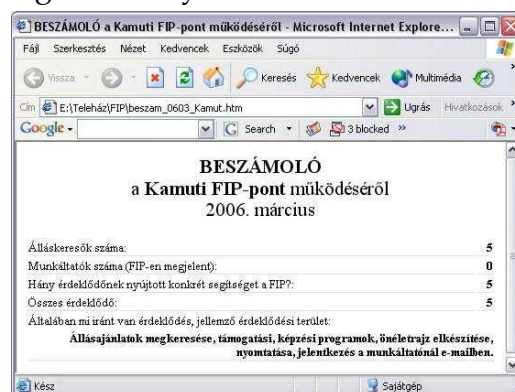 BESZÁMOLÓ a Kamuti FIP-pont működéséről - Microsoft Internet Explore...
Fájl Szerkesztés Nézet Kedvencek Eszközök Súgó
Vissza Keresés Kedvencek Multimédia
Cím E:\Teleház\FIP\beszam_0603_Kamut.htm Ugrás Hivatkozások »
Google Search 3 blocked »
BESZÁMOLÓ
a Kamuti FIP-pont működéséről
2006. március
Álláskeresők száma: 5
Munkáltatók száma (FIP-en megjelent): 0
Hány érdeklődőnek nyújtott konkrét segítséget a FIP?: 5
Összes érdeklődő: 5
Általában mi iránt van érdeklődés, jellemző érdeklődési terület:
Állásajánlatok megkeresése, támogatási, képzési programok, önéletrajz elkészítése,
nyomtatása, jelentkezés a munkáltatónál e-mailben.
Kész Sajátgép